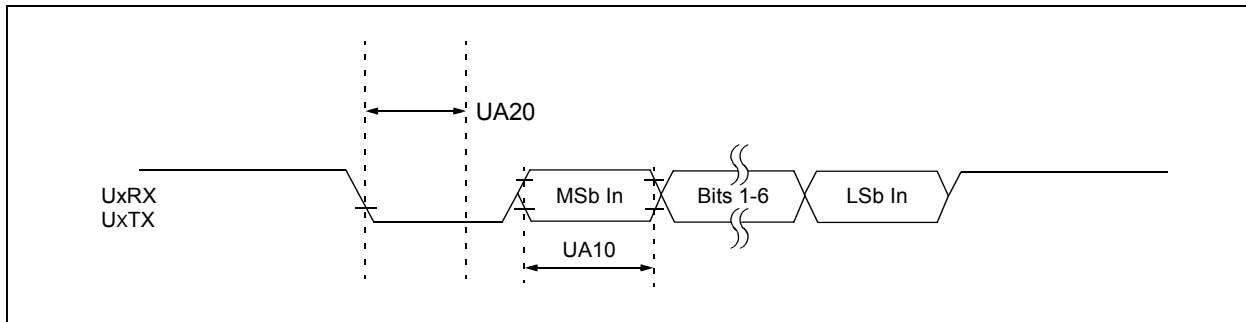 UA20
UxRX
UxTX
MSb In
Bits 1-6
LSb In
UA10